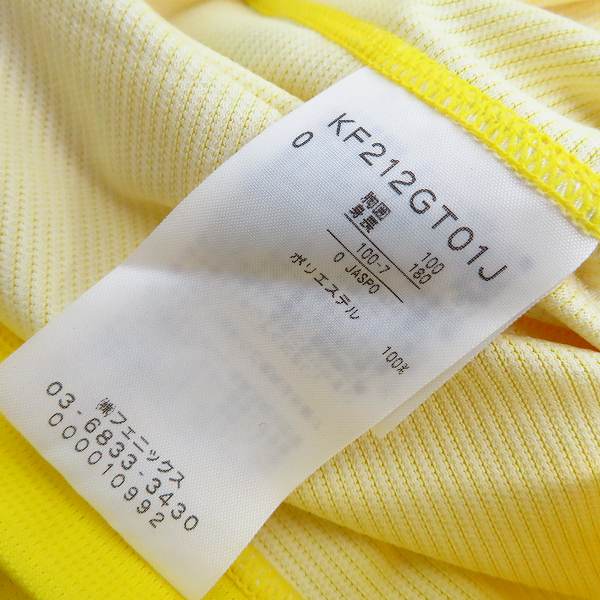 KF212GT01J
0
胸囲 100
身長 180
100-7
0 JASPO
ポリエステル 100%
㈱フェニックス
03-6833-3430
000010992